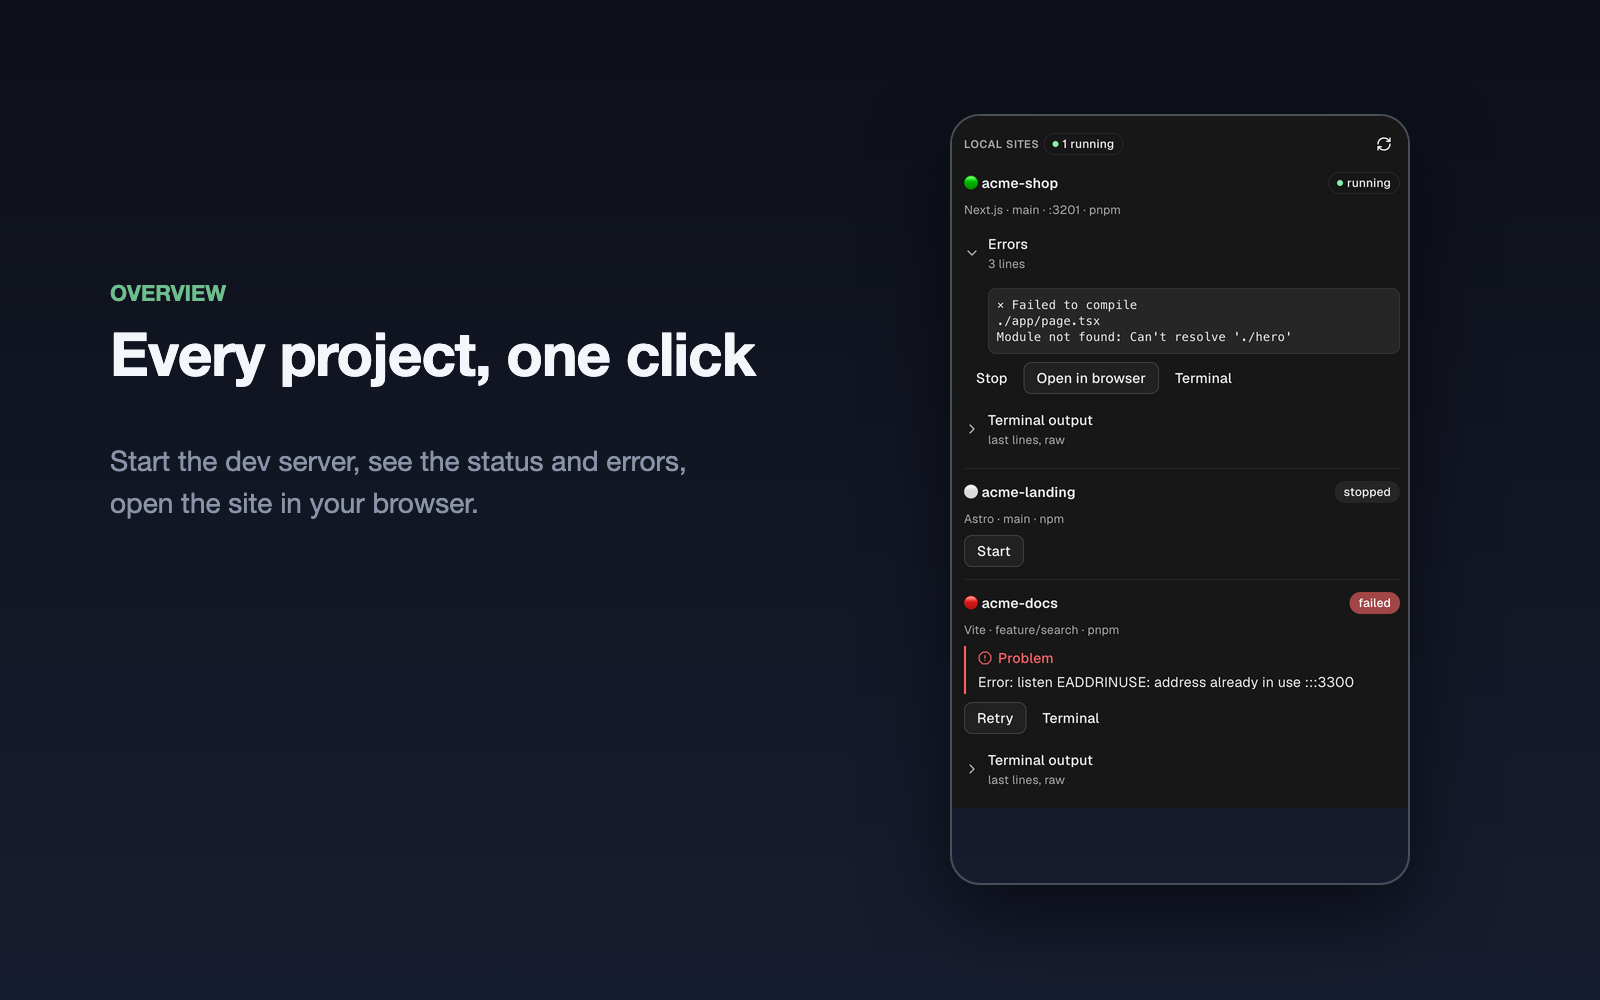 OVERVIEW
Every project, one click
Start the dev server, see the status and errors,
open the site in your browser.
LOCAL SITES
1 running
acme-shop
running
Next.js · main · :3201 · pnpm
Errors
3 lines
× Failed to compile
./app/page.tsx
Module not found: Can't resolve './hero'
Stop
Open in browser
Terminal
Terminal output
last lines, raw
acme-landing
stopped
Astro · main · npm
Start
acme-docs
failed
Vite · feature/search · pnpm
Problem
Error: listen EADDRINUSE: address already in use :::3300
Retry
Terminal
Terminal output
last lines, raw